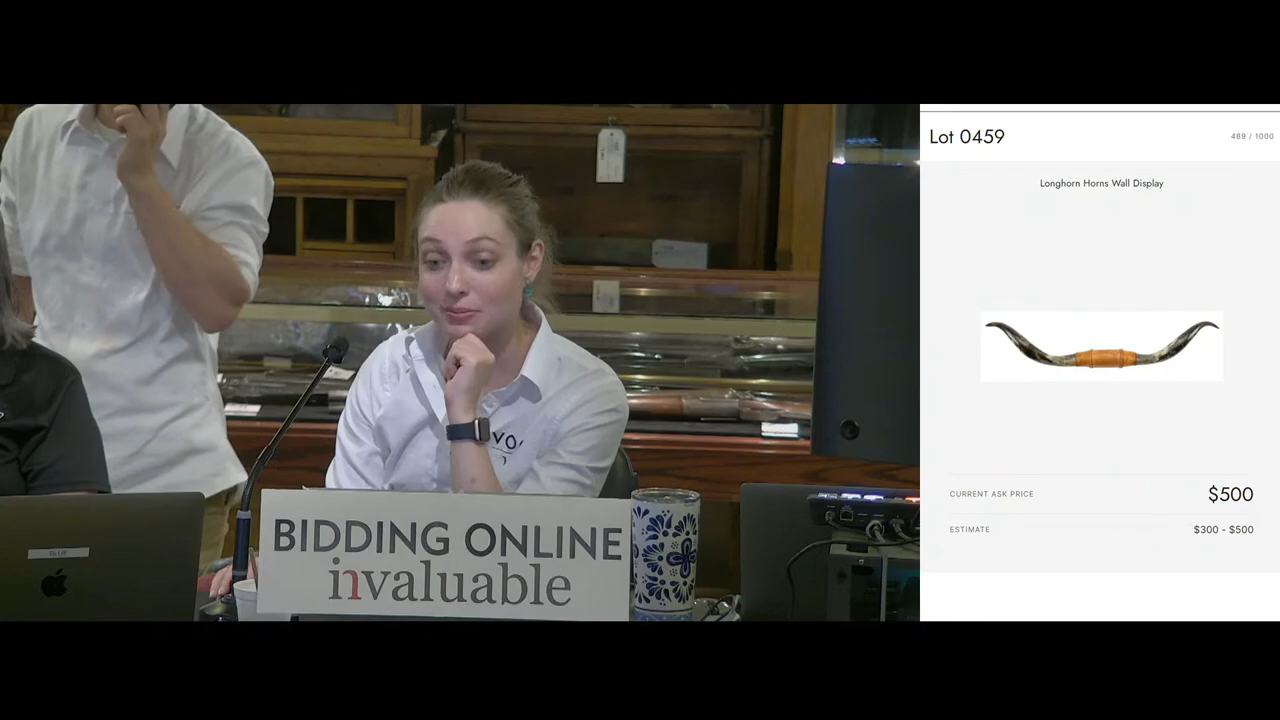 Lot 0459
489 / 1000
Longhorn Horns Wall Display
CURRENT ASK PRICE
$500
ESTIMATE
$300 - $500
BIDDING ONLINE
invaluable